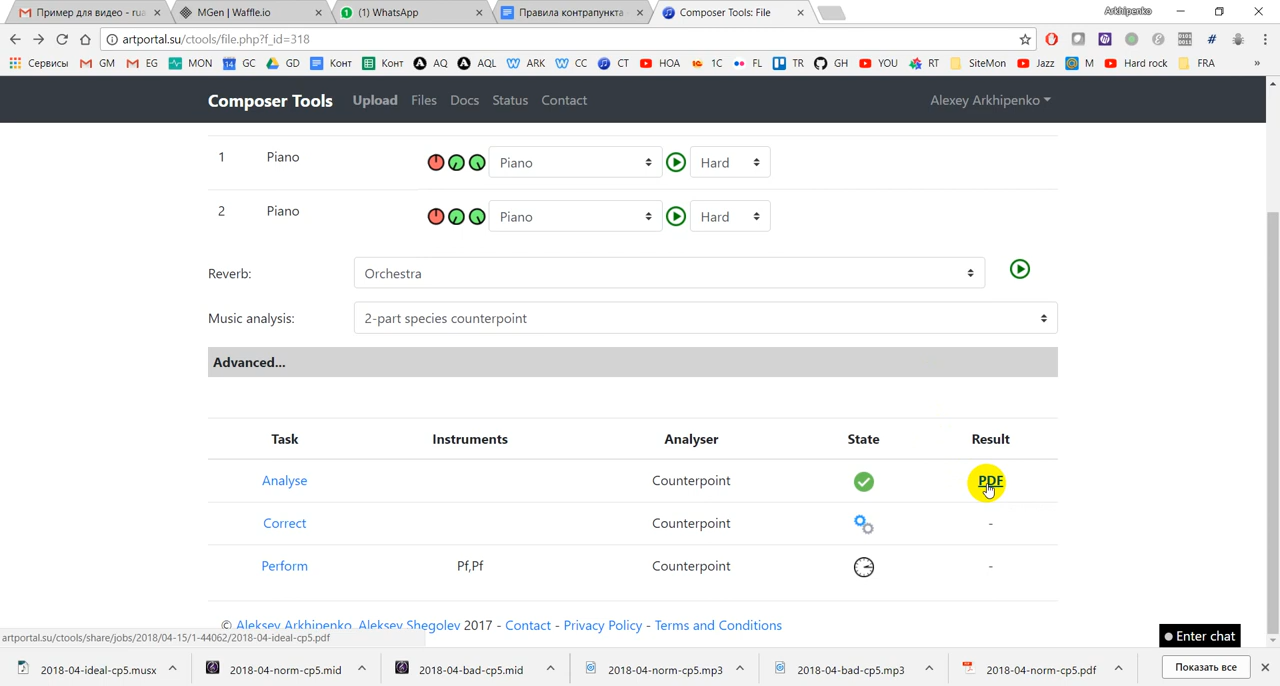 Пример для видео - rua
MGen | Waffle.io
(1) WhatsApp
Правила контрапункта
Composer Tools: File
Arkhipenko
artportal.su/ctools/file.php?f_id=318
Сервисы GM EG MON GC GD Конт Конт AQ AQL ARK CC CT HOA 1C FL TR GH YOU RT SiteMon Jazz M Hard rock FRA »
Composer Tools Upload Files Docs Status Contact Alexey Arkhipenko
1 Piano Piano Hard
2 Piano Piano Hard
Reverb: Orchestra
Music analysis: 2-part species counterpoint
Advanced...
Task Instruments Analyser State Result
Analyse Counterpoint PDF
Correct Counterpoint -
Perform Pf,Pf Counterpoint -
© Aleksey Arkhipenko, Aleksey Shegolev 2017 - Contact - Privacy Policy - Terms and Conditions
artportal.su/ctools/share/jobs/2018/04-15/1-44062/2018-04-ideal-cp5.pdf
Enter chat
2018-04-ideal-cp5.musx 2018-04-norm-cp5.mid 2018-04-bad-cp5.mid 2018-04-norm-cp5.mp3 2018-04-bad-cp5.mp3 2018-04-norm-cp5.pdf Показать все